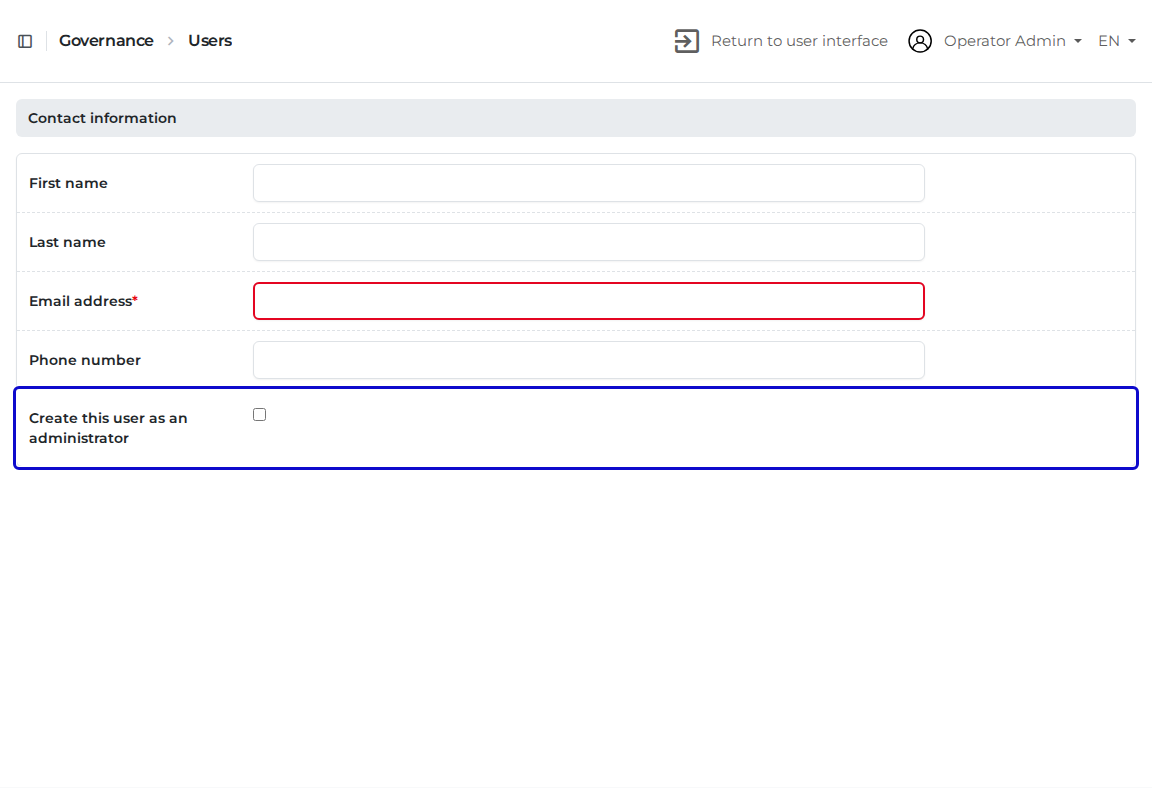 Governance > Users
Return to user interface
Operator Admin
EN
Contact information
First name
Last name
Email address*
Phone number
Create this user as an
administrator